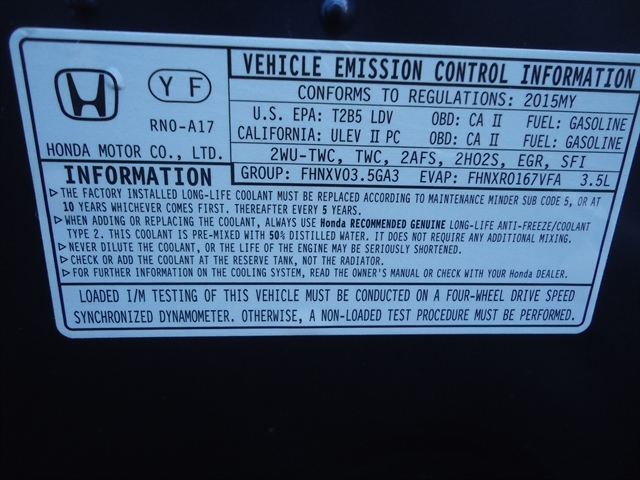 Y F
RNO-A17
HONDA MOTOR CO., LTD.
VEHICLE EMISSION CONTROL INFORMATION
CONFORMS TO REGULATIONS: 2015MY
U.S. EPA: T2B5 LDV OBD: CA II FUEL: GASOLINE
CALIFORNIA: ULEV II PC OBD: CA II FUEL: GASOLINE
2WU-TWC, TWC, 2AFS, 2HO2S, EGR, SFI
GROUP: FHNXV03.5GA3 EVAP: FHNXR0167VFA 3.5L
INFORMATION
▷THE FACTORY INSTALLED LONG-LIFE COOLANT MUST BE REPLACED ACCORDING TO MAINTENANCE MINDER SUB CODE 5, OR AT
10 YEARS WHICHEVER COMES FIRST. THEREAFTER EVERY 5 YEARS.
▷WHEN ADDING OR REPLACING THE COOLANT, ALWAYS USE Honda RECOMMENDED GENUINE LONG-LIFE ANTI-FREEZE/COOLANT
TYPE 2. THIS COOLANT IS PRE-MIXED WITH 50% DISTILLED WATER. IT DOES NOT REQUIRE ANY ADDITIONAL MIXING.
▷NEVER DILUTE THE COOLANT, OR THE LIFE OF THE ENGINE MAY BE SERIOUSLY SHORTENED.
▷CHECK OR ADD THE COOLANT AT THE RESERVE TANK, NOT THE RADIATOR.
▷FOR FURTHER INFORMATION ON THE COOLING SYSTEM, READ THE OWNER'S MANUAL OR CHECK WITH YOUR Honda DEALER.
LOADED I/M TESTING OF THIS VEHICLE MUST BE CONDUCTED ON A FOUR-WHEEL DRIVE SPEED
SYNCHRONIZED DYNAMOMETER. OTHERWISE, A NON-LOADED TEST PROCEDURE MUST BE PERFORMED.